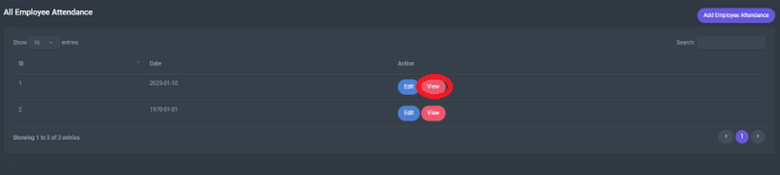 All Employee Attendance
Add Employee Attendance
Show 10 entries
Search:
Sl Date Action
1 2023-01-10 Edit View
2 1970-01-01 Edit View
Showing 1 to 2 of 2 entries
1